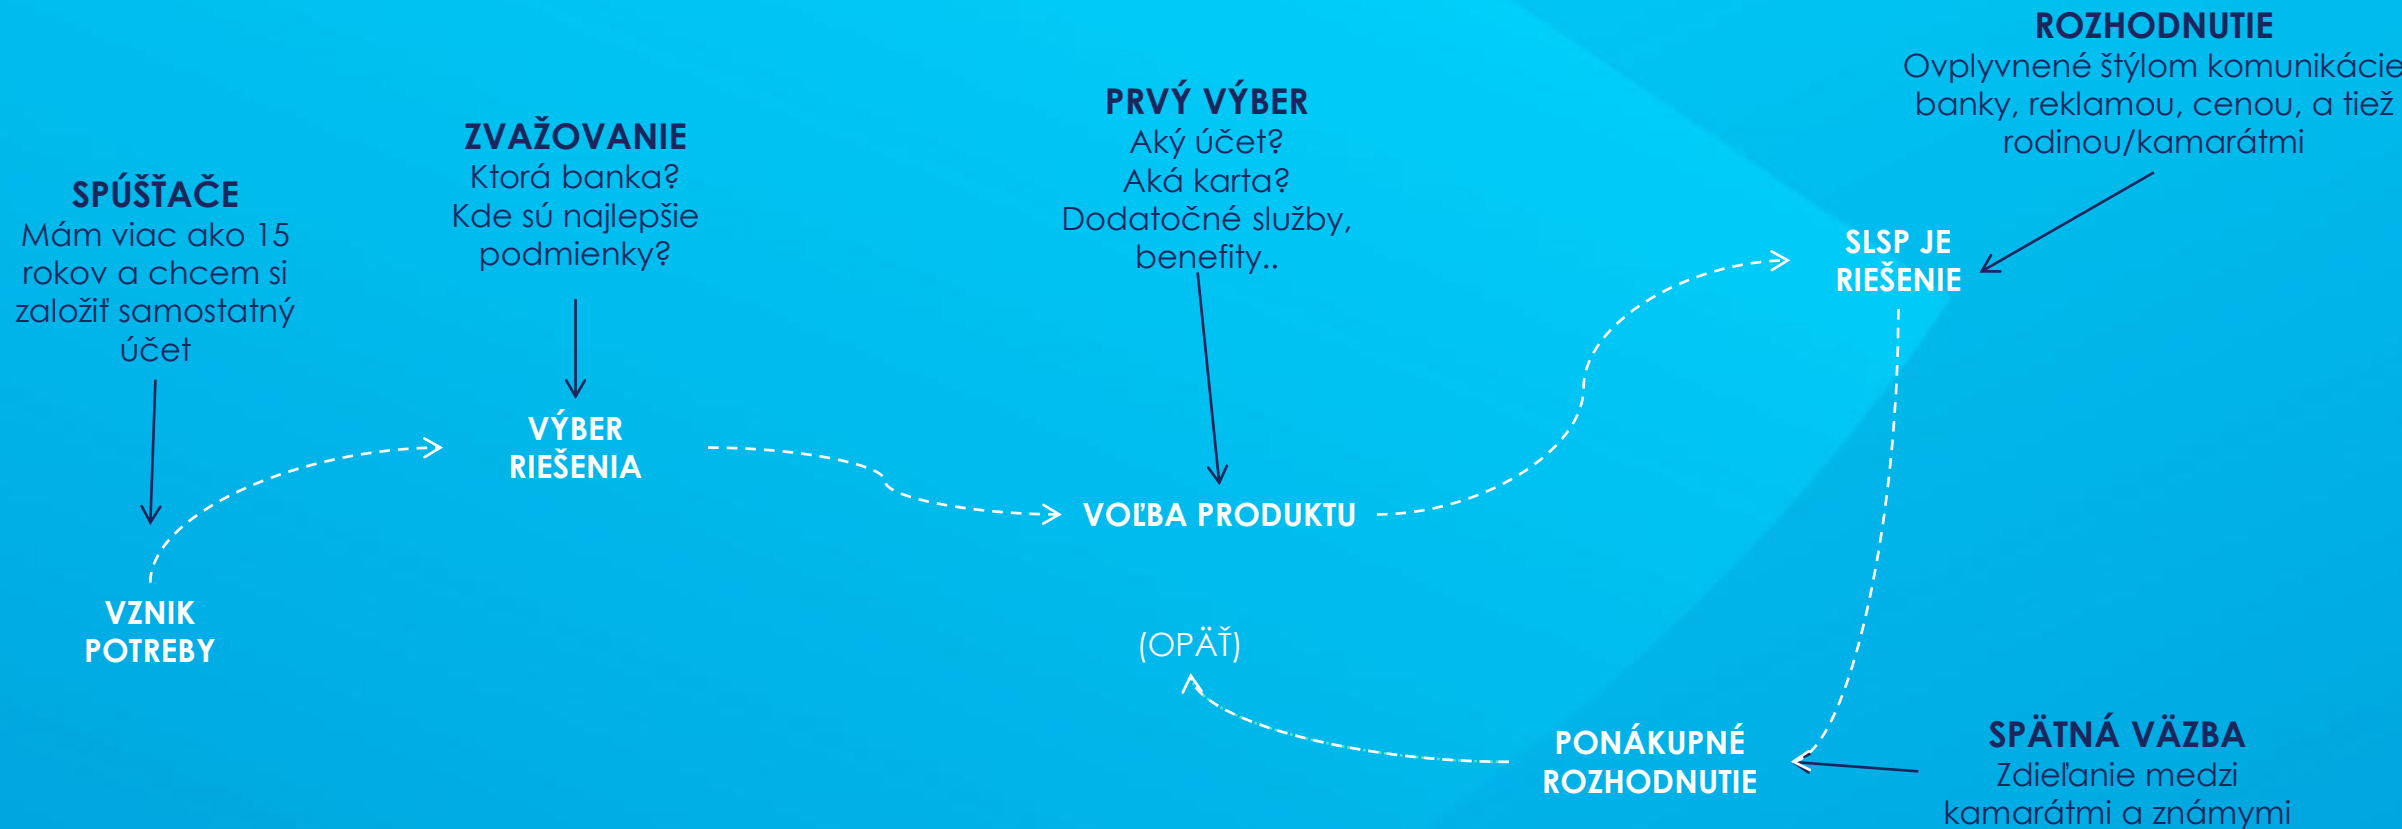 SPÚŠŤAČE
Mám viac ako 15
rokov a chcem si
založiť samostatný
účet
VZNIK
POTREBY
ZVAŽOVANIE
Ktorá banka?
Kde sú najlepšie
podmienky?
VÝBER
RIEŠENIA
PRVÝ VÝBER
Aký účet?
Aká karta?
Dodatočné služby,
benefity..
VOĽBA PRODUKTU
ROZHODNUTIE
Ovplyvnené štýlom komunikácie
banky, reklamou, cenou, a tiež
rodinou/kamarátmi
SLSP JE
RIEŠENIE
SPÄTNÁ VÄZBA
Zdieľanie medzi
kamarátmi a známymi
PONÁKUPNÉ
ROZHODNUTIE
(OPÄŤ)